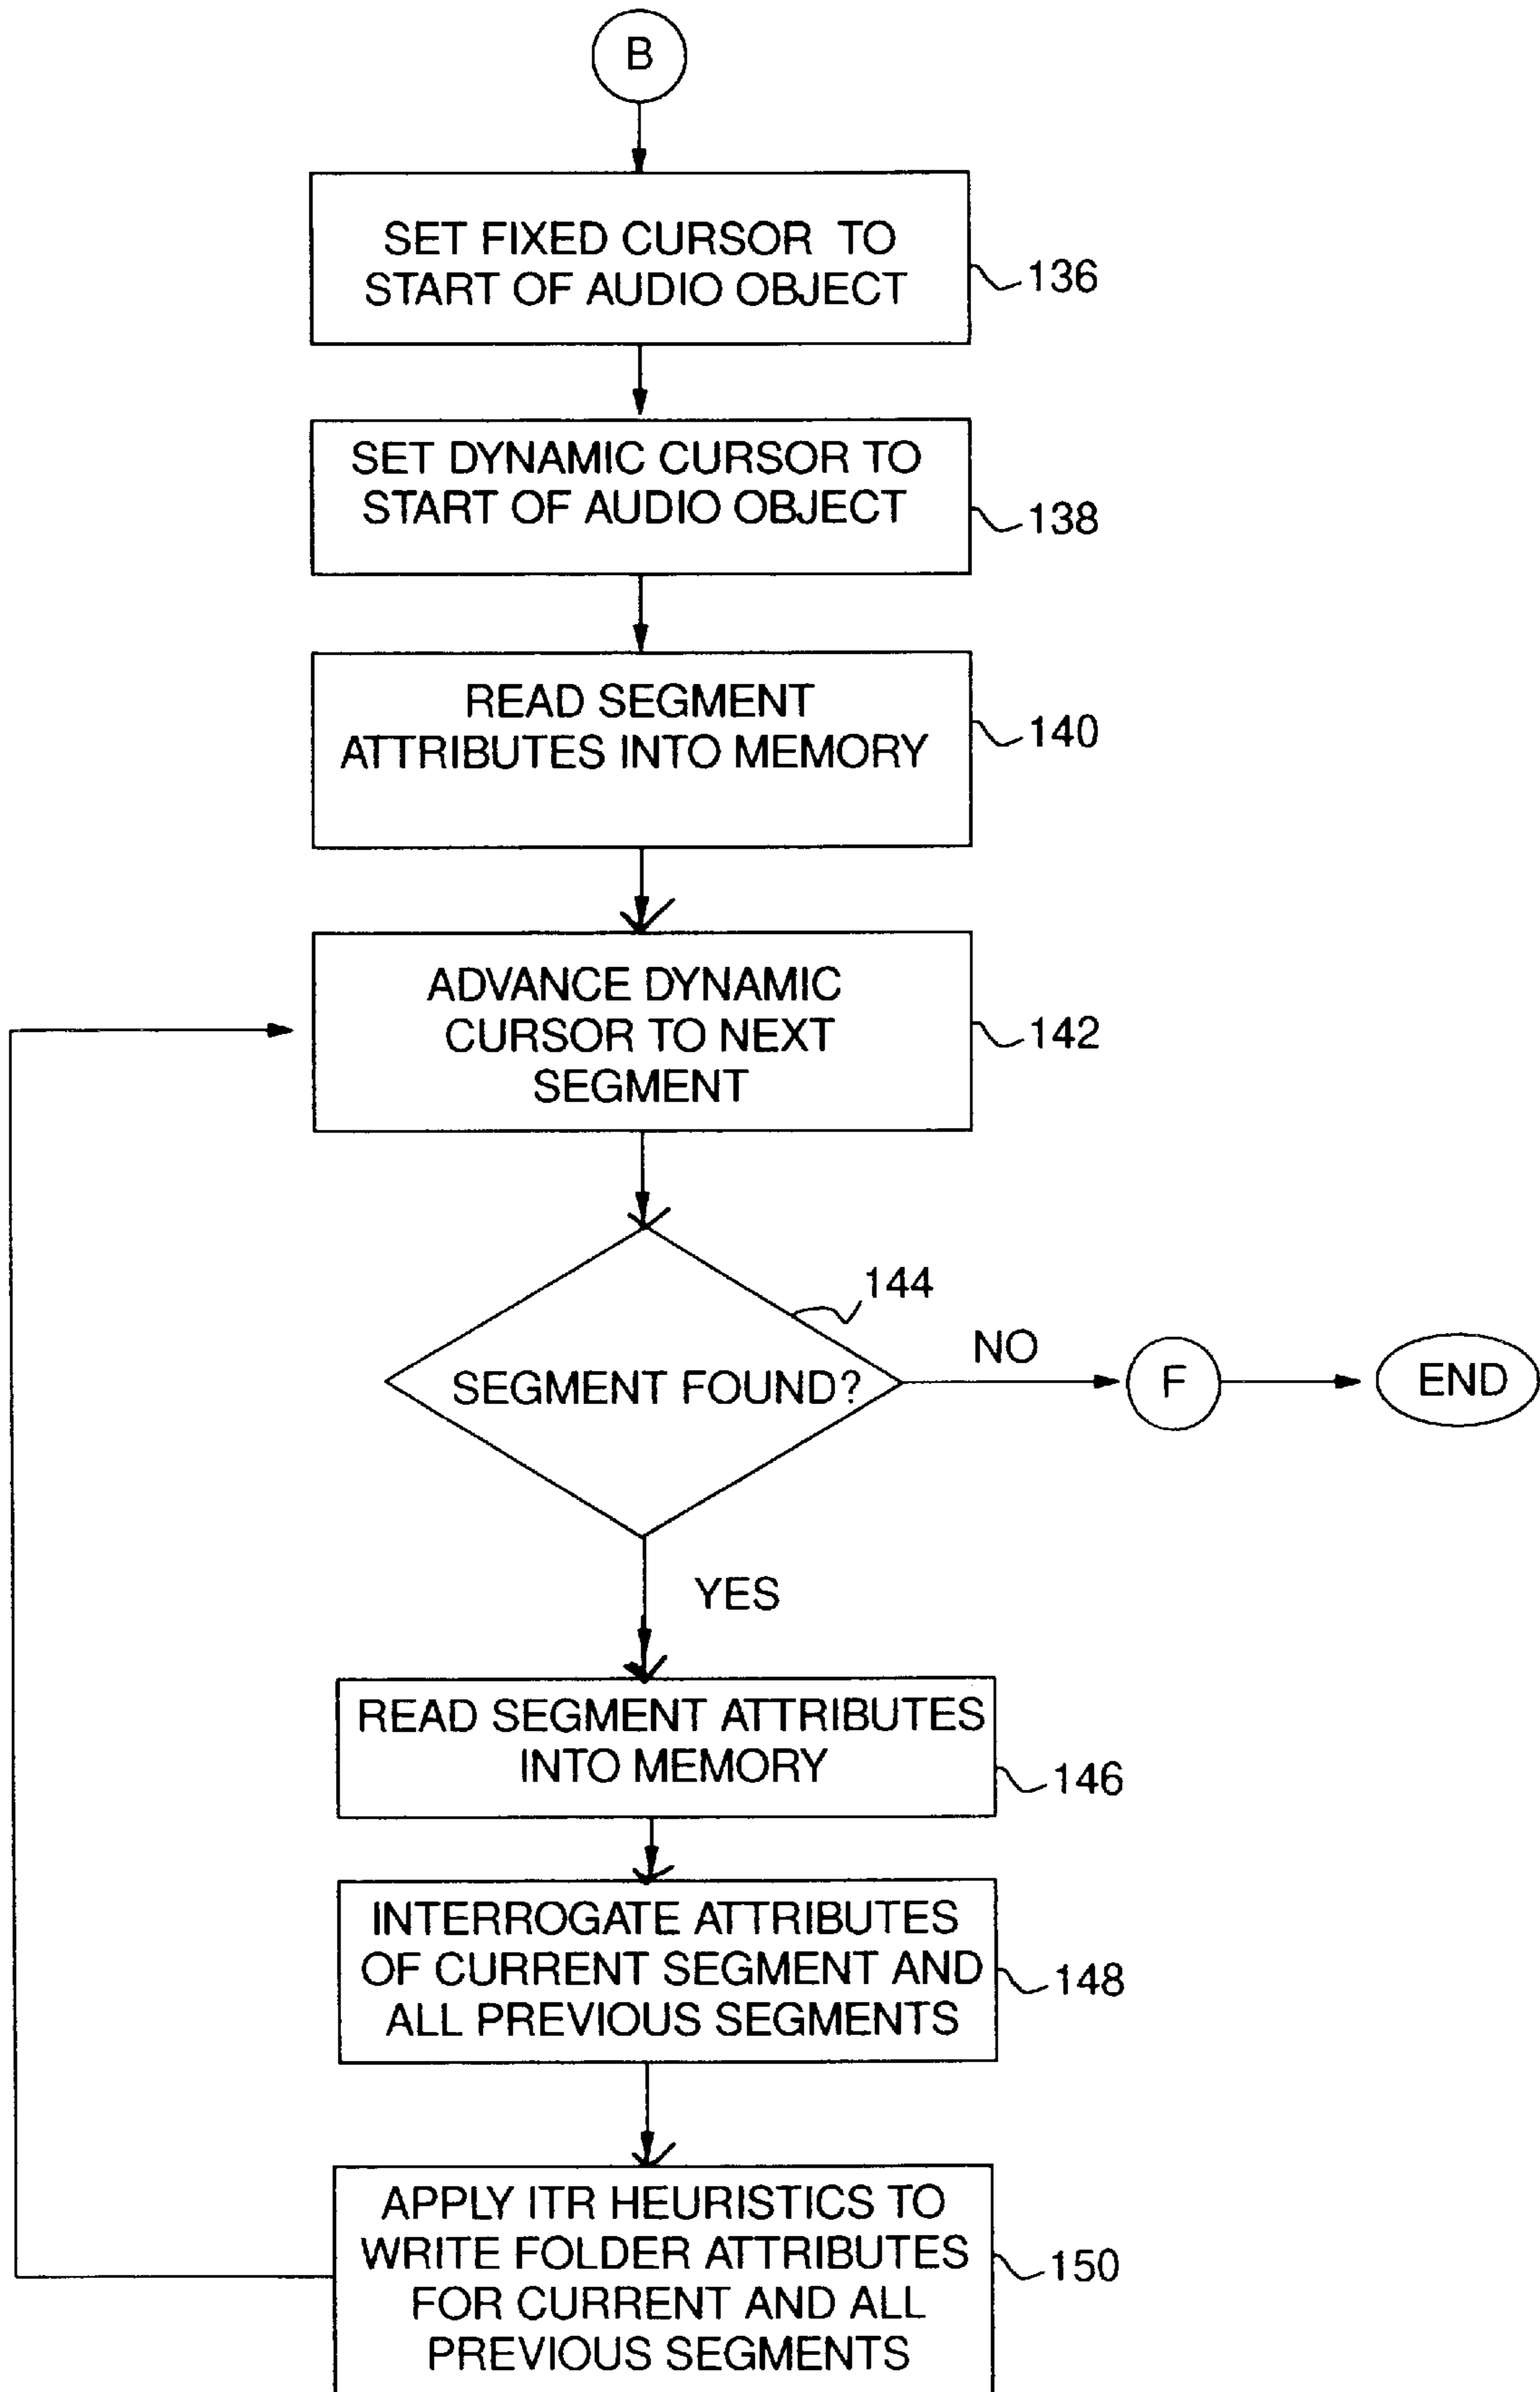 B
SET FIXED CURSOR TO
START OF AUDIO OBJECT
136
SET DYNAMIC CURSOR TO
START OF AUDIO OBJECT
138
READ SEGMENT
ATTRIBUTES INTO MEMORY
140
ADVANCE DYNAMIC
CURSOR TO NEXT
SEGMENT
142
144
SEGMENT FOUND?
NO
F
END
YES
READ SEGMENT ATTRIBUTES
INTO MEMORY
146
INTERROGATE ATTRIBUTES
OF CURRENT SEGMENT AND
ALL PREVIOUS SEGMENTS
148
APPLY ITR HEURISTICS TO
WRITE FOLDER ATTRIBUTES
FOR CURRENT AND ALL
PREVIOUS SEGMENTS
150